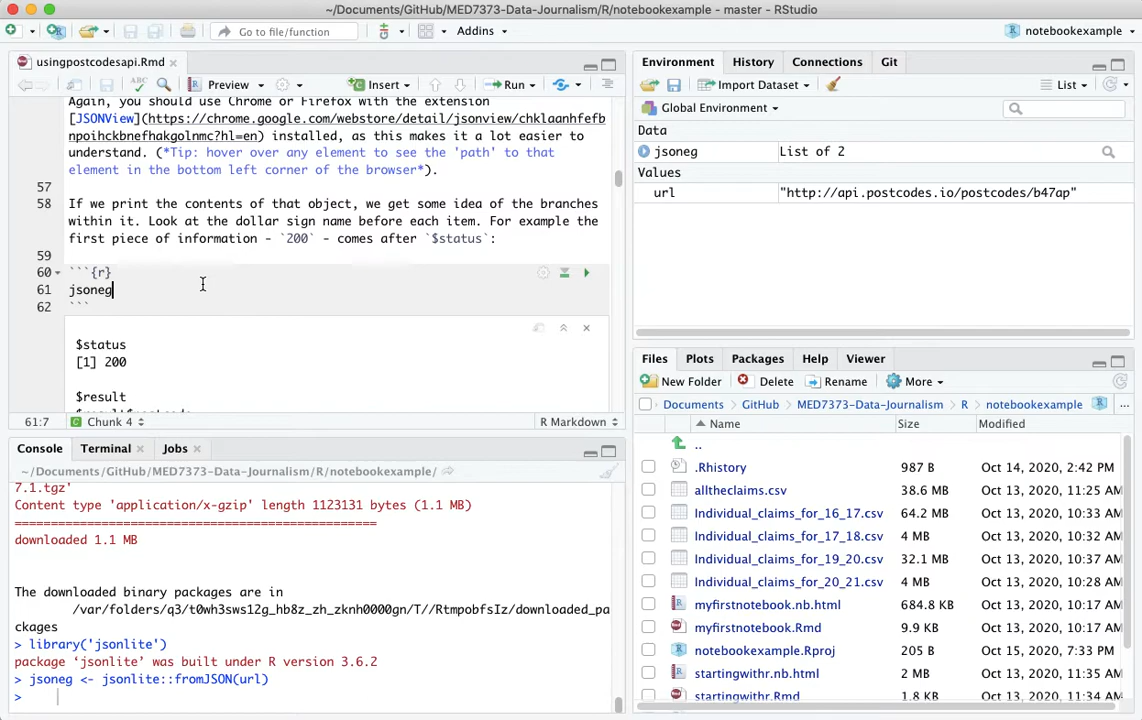 ~/Documents/GitHub/MED7373-Data-Journalism/R/notebookexample - master - RStudio
Go to file/function
Addins
notebookexample
usingpostcodesapi.Rmd
Preview
Insert
Run
Again, you should use Chrome or Firefox with the extension
[JSONView](https://chrome.google.com/webstore/detail/jsonview/chklaanhfefb
npoihckbnefhakgolnmc?hl=en) installed, as this makes it a lot easier to
understand. (*Tip: hover over any element to see the 'path' to that
element in the bottom left corner of the browser*).
57
58 If we print the contents of that object, we get some idea of the branches
within it. Look at the dollar sign name before each item. For example the
first piece of information - `200` - comes after `$status`:
59
60 ```{r}
61 jsoneg
62 ```
$status
[1] 200
$result
61:7 Chunk 4 R Markdown
Console Terminal Jobs
~/Documents/GitHub/MED7373-Data-Journalism/R/notebookexample/
7.1.tgz'
Content type 'application/x-gzip' length 1123131 bytes (1.1 MB)
==================================================
downloaded 1.1 MB
The downloaded binary packages are in
/var/folders/q3/t0wh3sws12g_hb8z_zh_zknh0000gn/T//RtmpobfsIz/downloaded_pa
ckages
> library('jsonlite')
package ‘jsonlite’ was built under R version 3.6.2
> jsoneg <- jsonlite::fromJSON(url)
>
Environment History Connections Git
Import Dataset List
Global Environment
Data
jsoneg List of 2
Values
url "http://api.postcodes.io/postcodes/b47ap"
Files Plots Packages Help Viewer
New Folder Delete Rename More
Documents GitHub MED7373-Data-Journalism R notebookexample ...
Name Size Modified
..
.Rhistory 987 B Oct 14, 2020, 2:42 PM
alltheclaims.csv 38.6 MB Oct 13, 2020, 11:25 AM
Individual_claims_for_16_17.csv 64.2 MB Oct 13, 2020, 10:33 AM
Individual_claims_for_17_18.csv 4 MB Oct 13, 2020, 10:32 AM
Individual_claims_for_19_20.csv 32.1 MB Oct 13, 2020, 10:37 AM
Individual_claims_for_20_21.csv 4 MB Oct 13, 2020, 10:28 AM
myfirstnotebook.nb.html 684.8 KB Oct 13, 2020, 10:17 AM
myfirstnotebook.Rmd 9.9 KB Oct 13, 2020, 10:17 AM
notebookexample.Rproj 205 B Oct 15, 2020, 7:33 PM
startingwithr.nb.html 2.8 MB Oct 13, 2020, 11:35 AM
startingwithr.Rmd 1.8 KB Oct 13, 2020, 11:34 AM